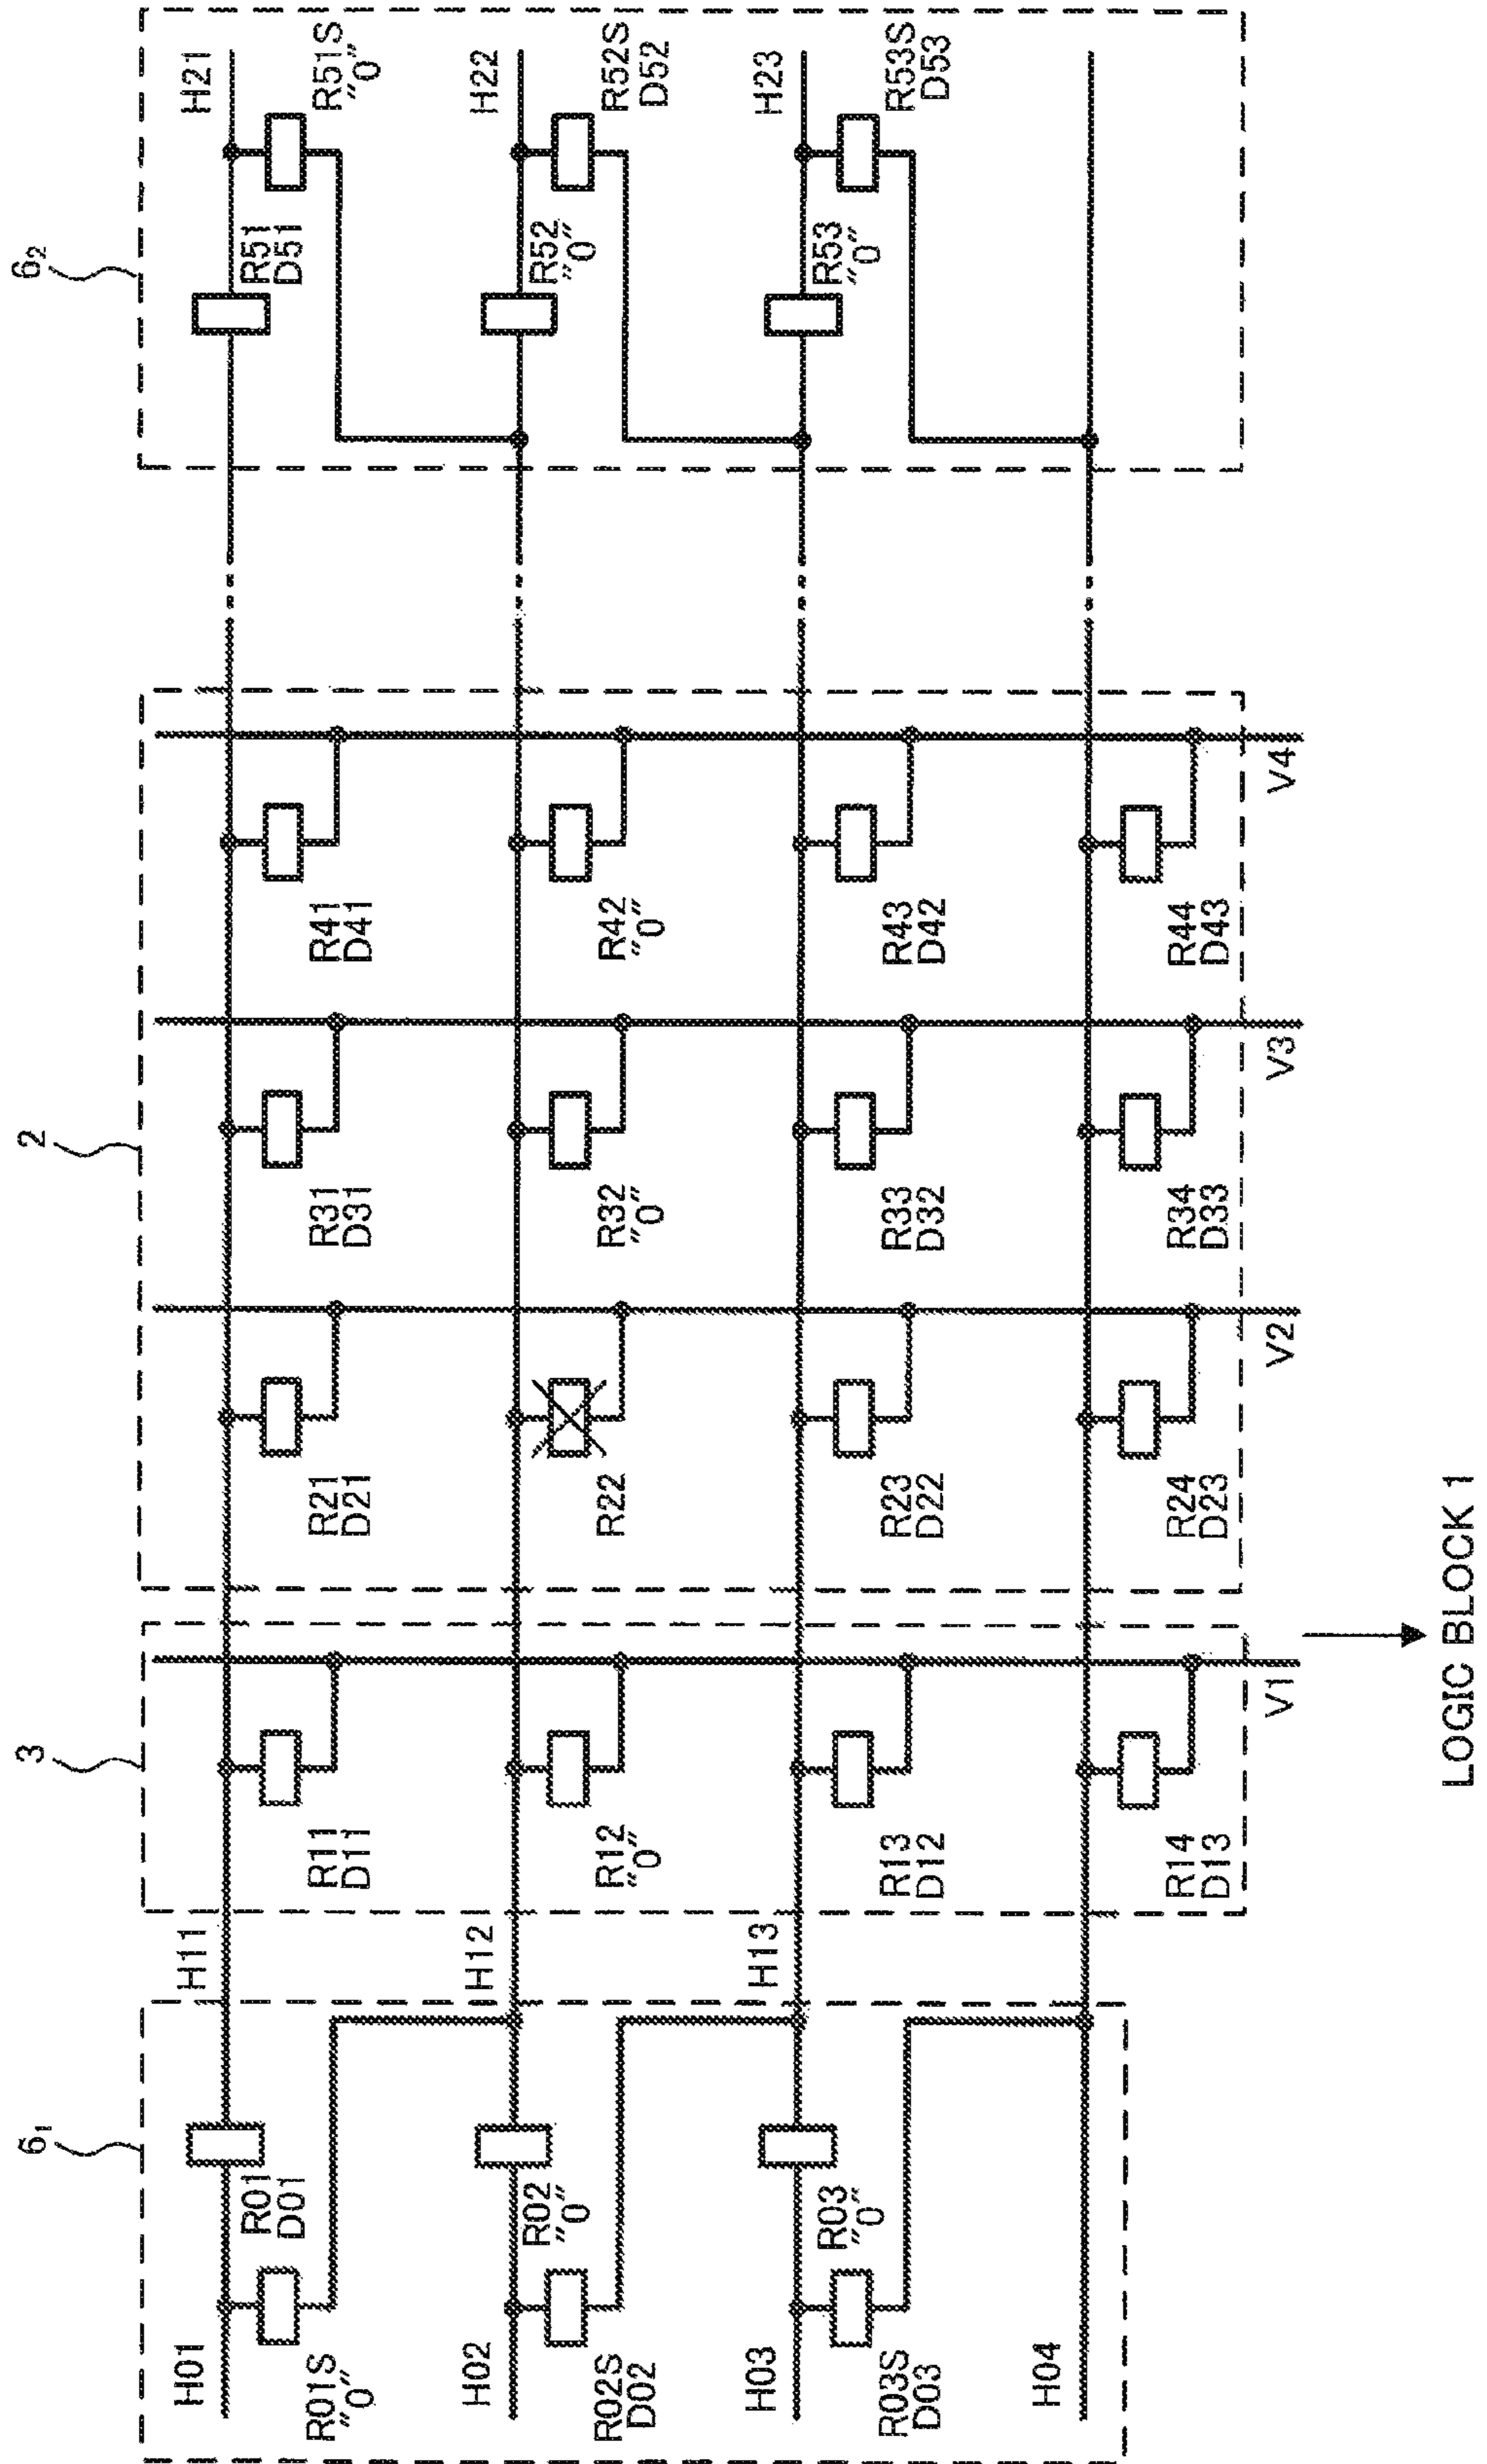 6₁
3
2
6₂
H01
R01S
"0"
R01
D01
H11
R11
D11
R21
D21
R31
D31
R41
D41
R51
D51
H21
R51S
"0"
H02
R02S
D02
R02
"0"
H12
R12
"0"
R22
R32
"0"
R42
"0"
R52
"0"
H22
R52S
D52
H03
R03S
D03
R03
"0"
H13
R13
D12
R23
D22
R33
D32
R43
D42
R53
"0"
H23
R53S
D53
H04
R14
D13
R24
D23
R34
D33
R44
D43
V1
V2
V3
V4
LOGIC BLOCK 1